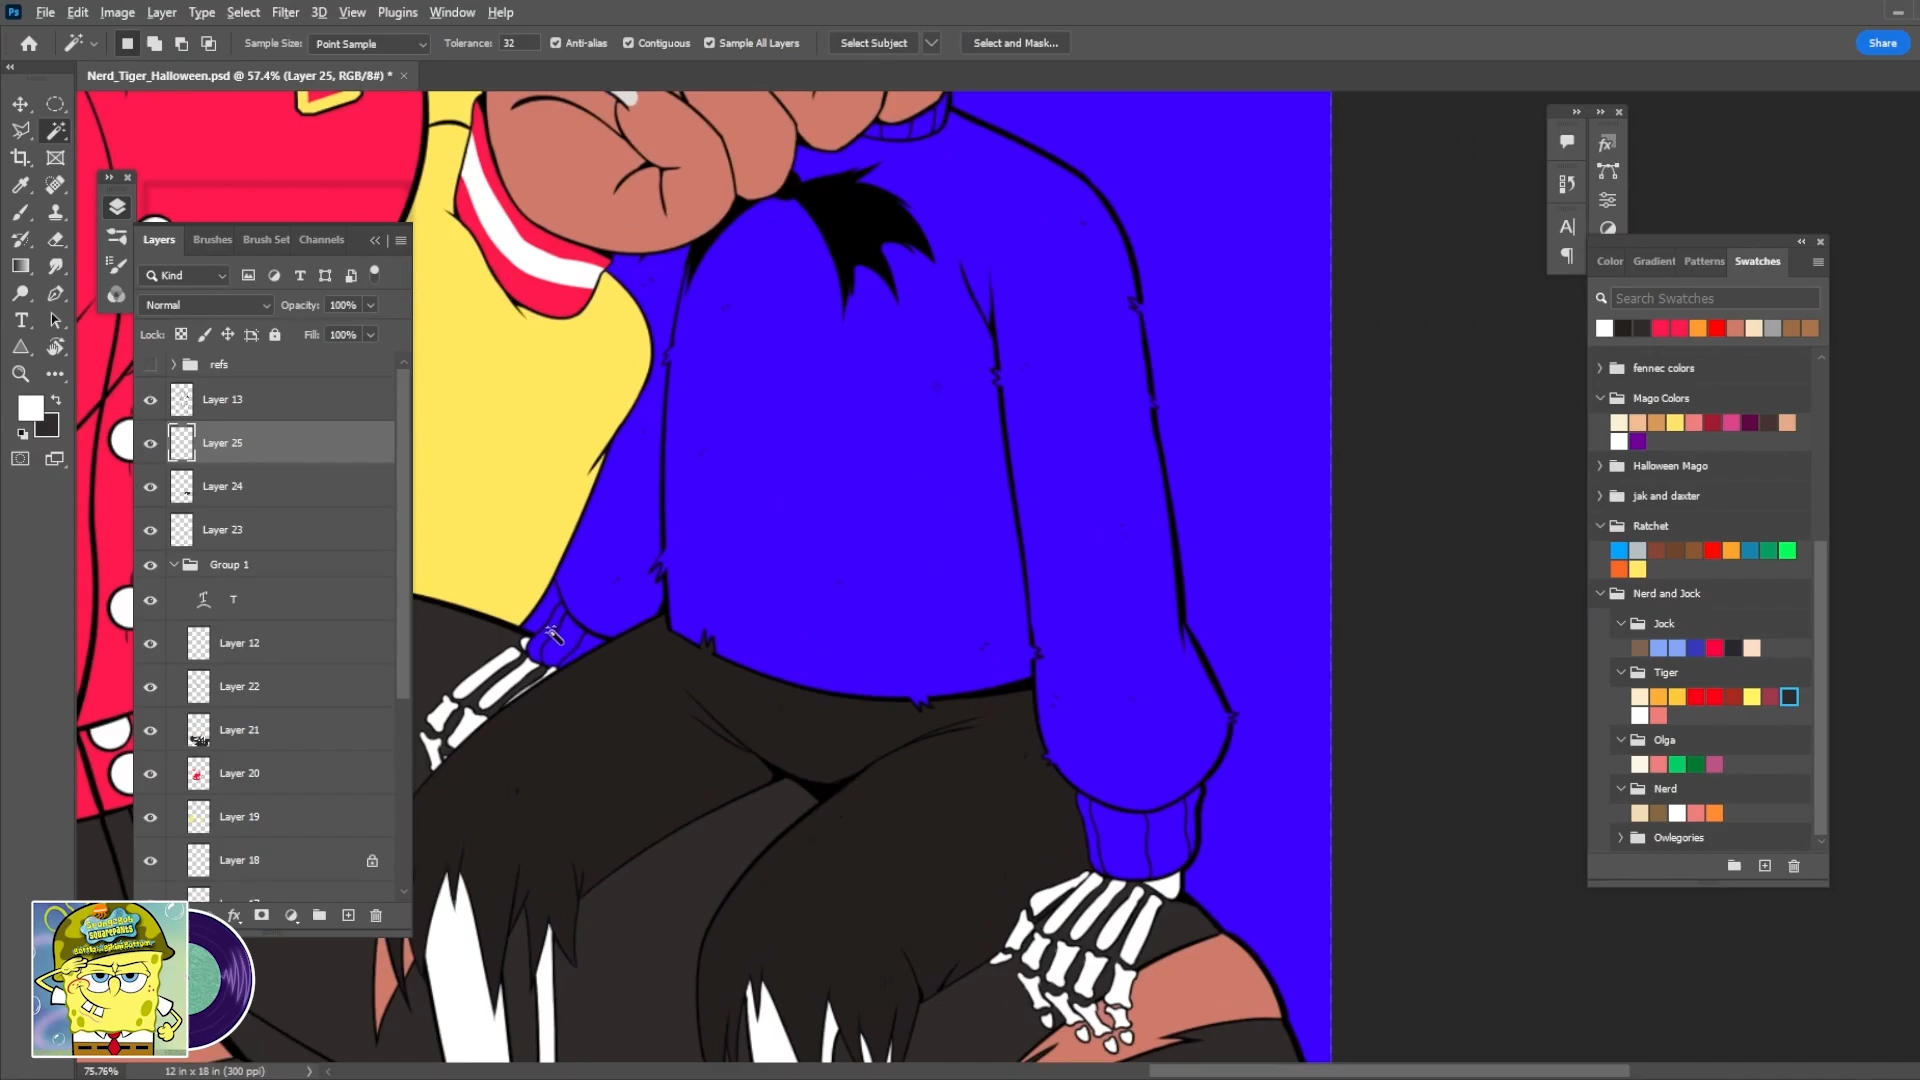 Ps File Edit Image Layer Type Select Filter 3D View Plugins Window Help
Sample Size: Point Sample Tolerance: 32 Anti-alias Contiguous Sample All Layers Select Subject Select and Mask... Share
Nerd_Tiger_Halloween.psd @ 57.4% (Layer 25, RGB/8#) *
Layers Brushes Brush Set Channels
Kind
Normal Opacity: 100%
Lock: Fill: 100%
refs
Layer 13
Layer 25
Layer 24
Layer 23
Group 1
T
Layer 12
Layer 22
Layer 21
Layer 20
Layer 19
Layer 18
Color Gradient Patterns Swatches
Search Swatches
fennec colors
Mago Colors
Halloween Mago
jak and daxter
Ratchet
Nerd and Jock
Jock
Tiger
Olga
Nerd
Owlegories
SpongeBob
SquarePants
75.76% 12 in x 18 in (300 ppi)